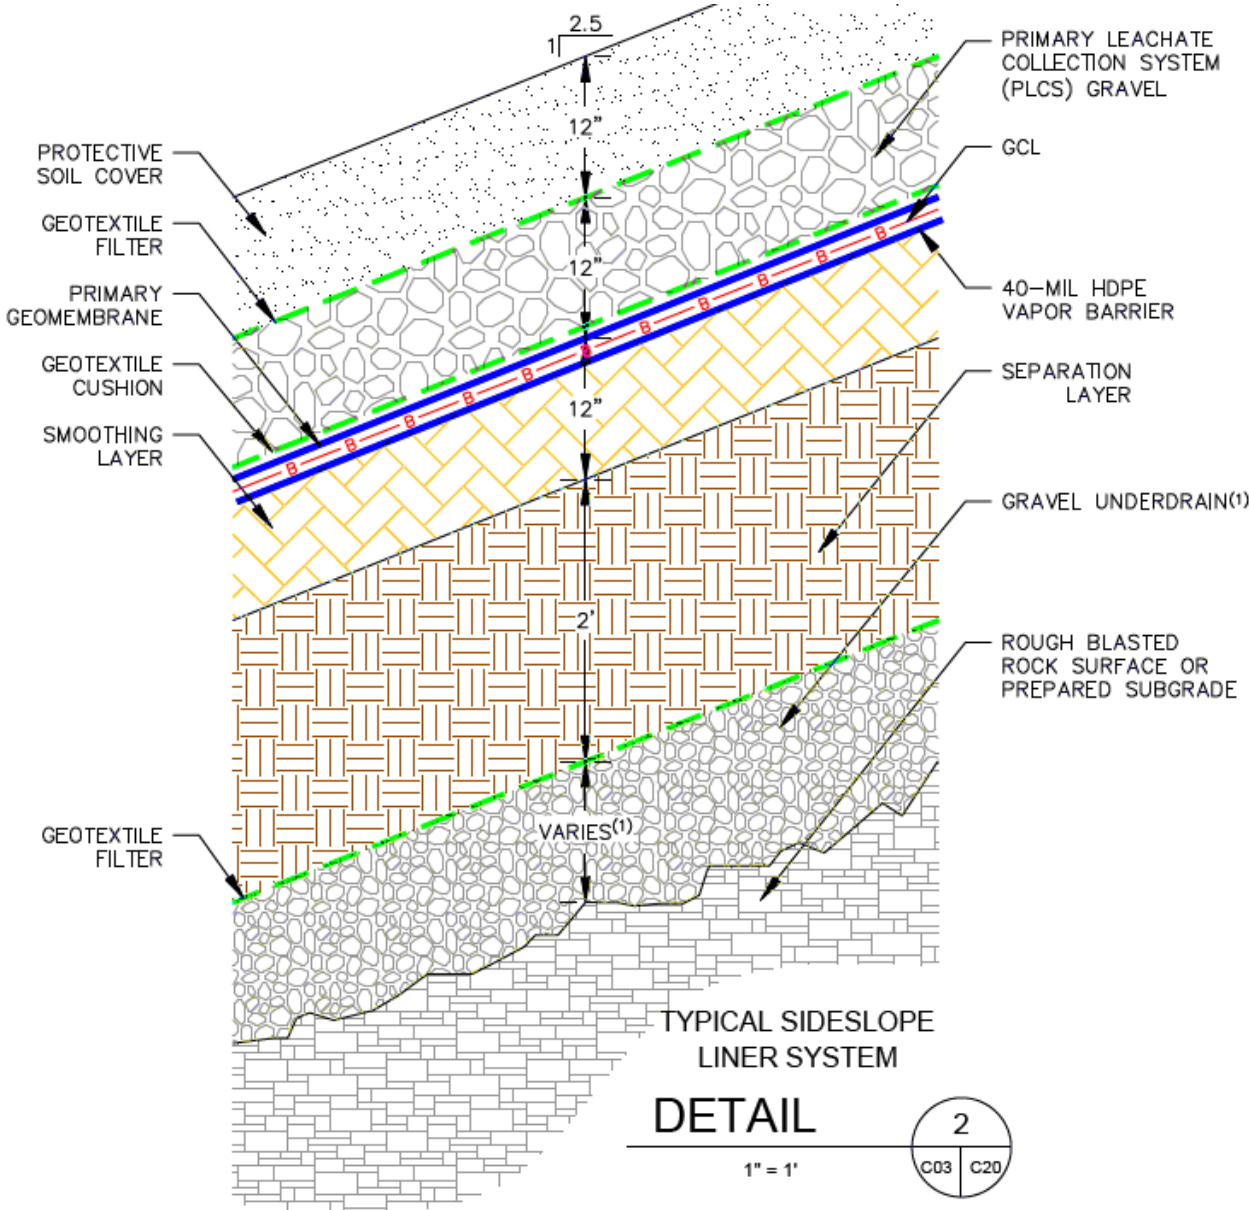 2.5
1
PRIMARY LEACHATE
COLLECTION SYSTEM
(PLCS) GRAVEL
12"
GCL
PROTECTIVE
SOIL COVER
GEOTEXTILE
FILTER
12"
PRIMARY
GEOMEMBRANE
40-MIL HDPE
VAPOR BARRIER
GEOTEXTILE
CUSHION
SEPARATION
LAYER
12"
SMOOTHING
LAYER
B B B B B B B B B B B
GRAVEL UNDERDRAIN(1)
2'
ROUGH BLASTED
ROCK SURFACE OR
PREPARED SUBGRADE
VARIES(1)
GEOTEXTILE
FILTER
TYPICAL SIDESLOPE
LINER SYSTEM
DETAIL
1" = 1'
2
C03 C20